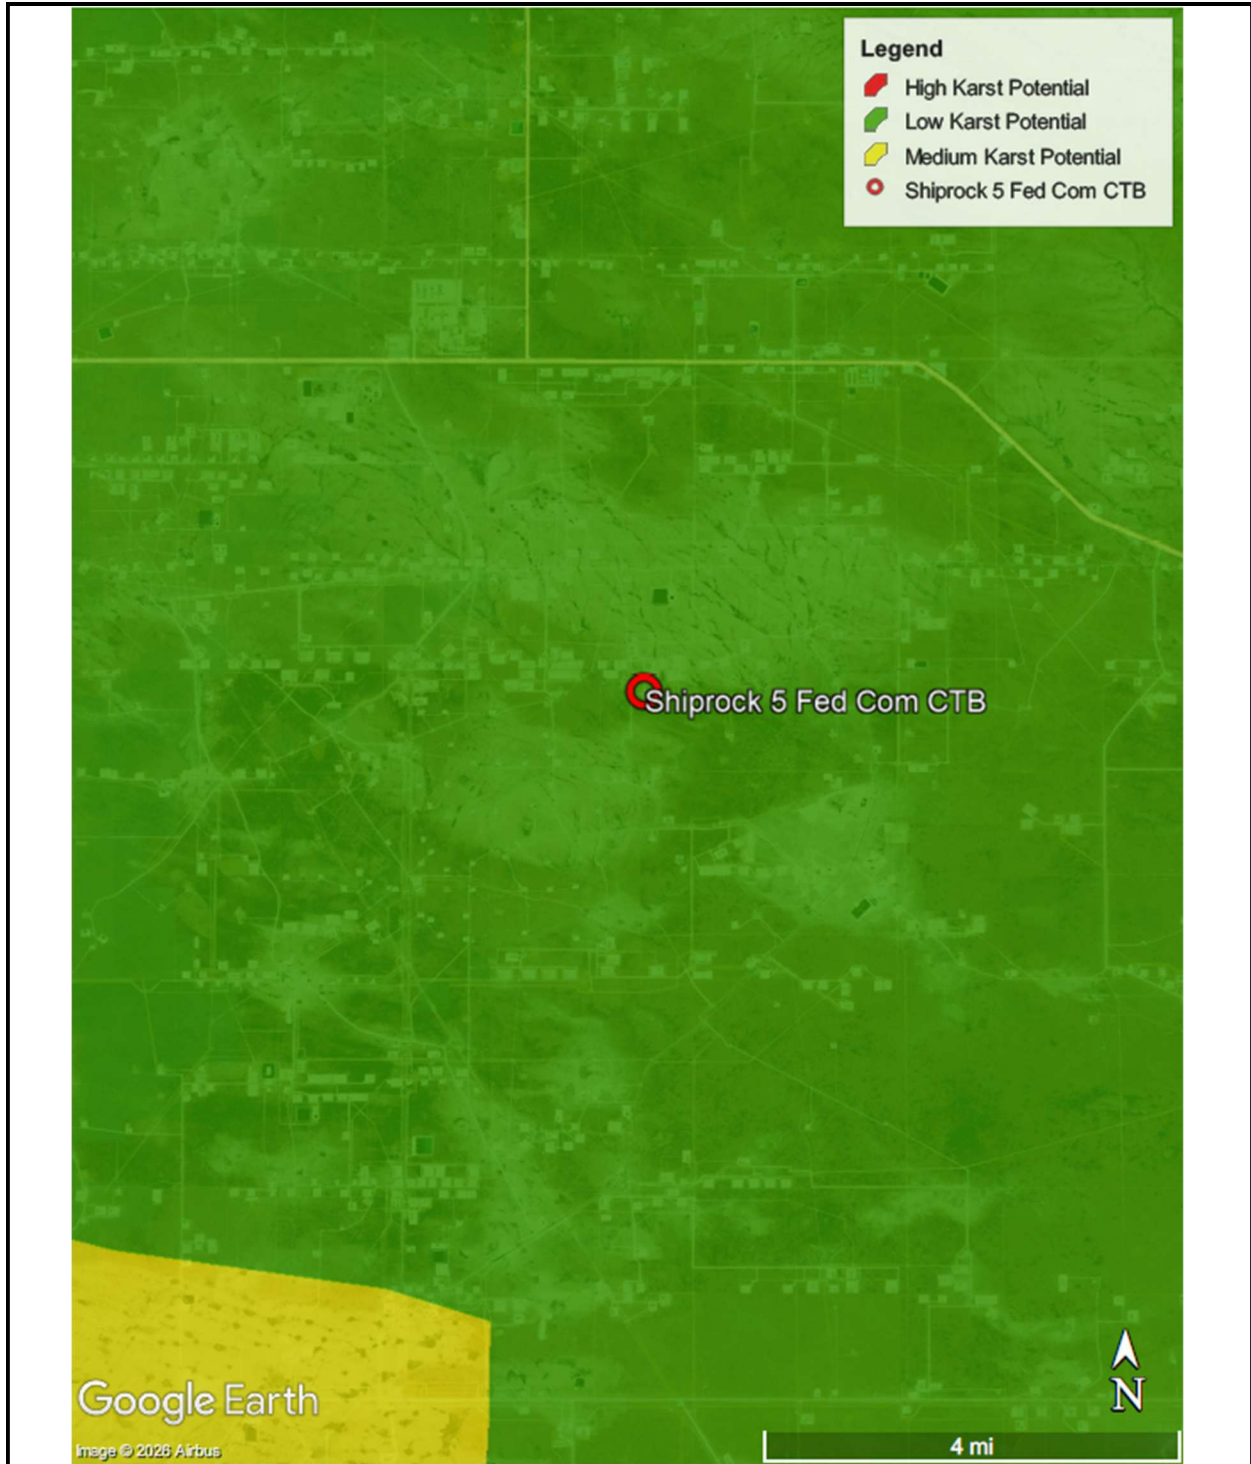 Legend
High Karst Potential
Low Karst Potential
Medium Karst Potential
Shiprock 5 Fed Com CTB
Shiprock 5 Fed Com CTB
N
Google Earth
Image © 2026 Airbus
4 mi